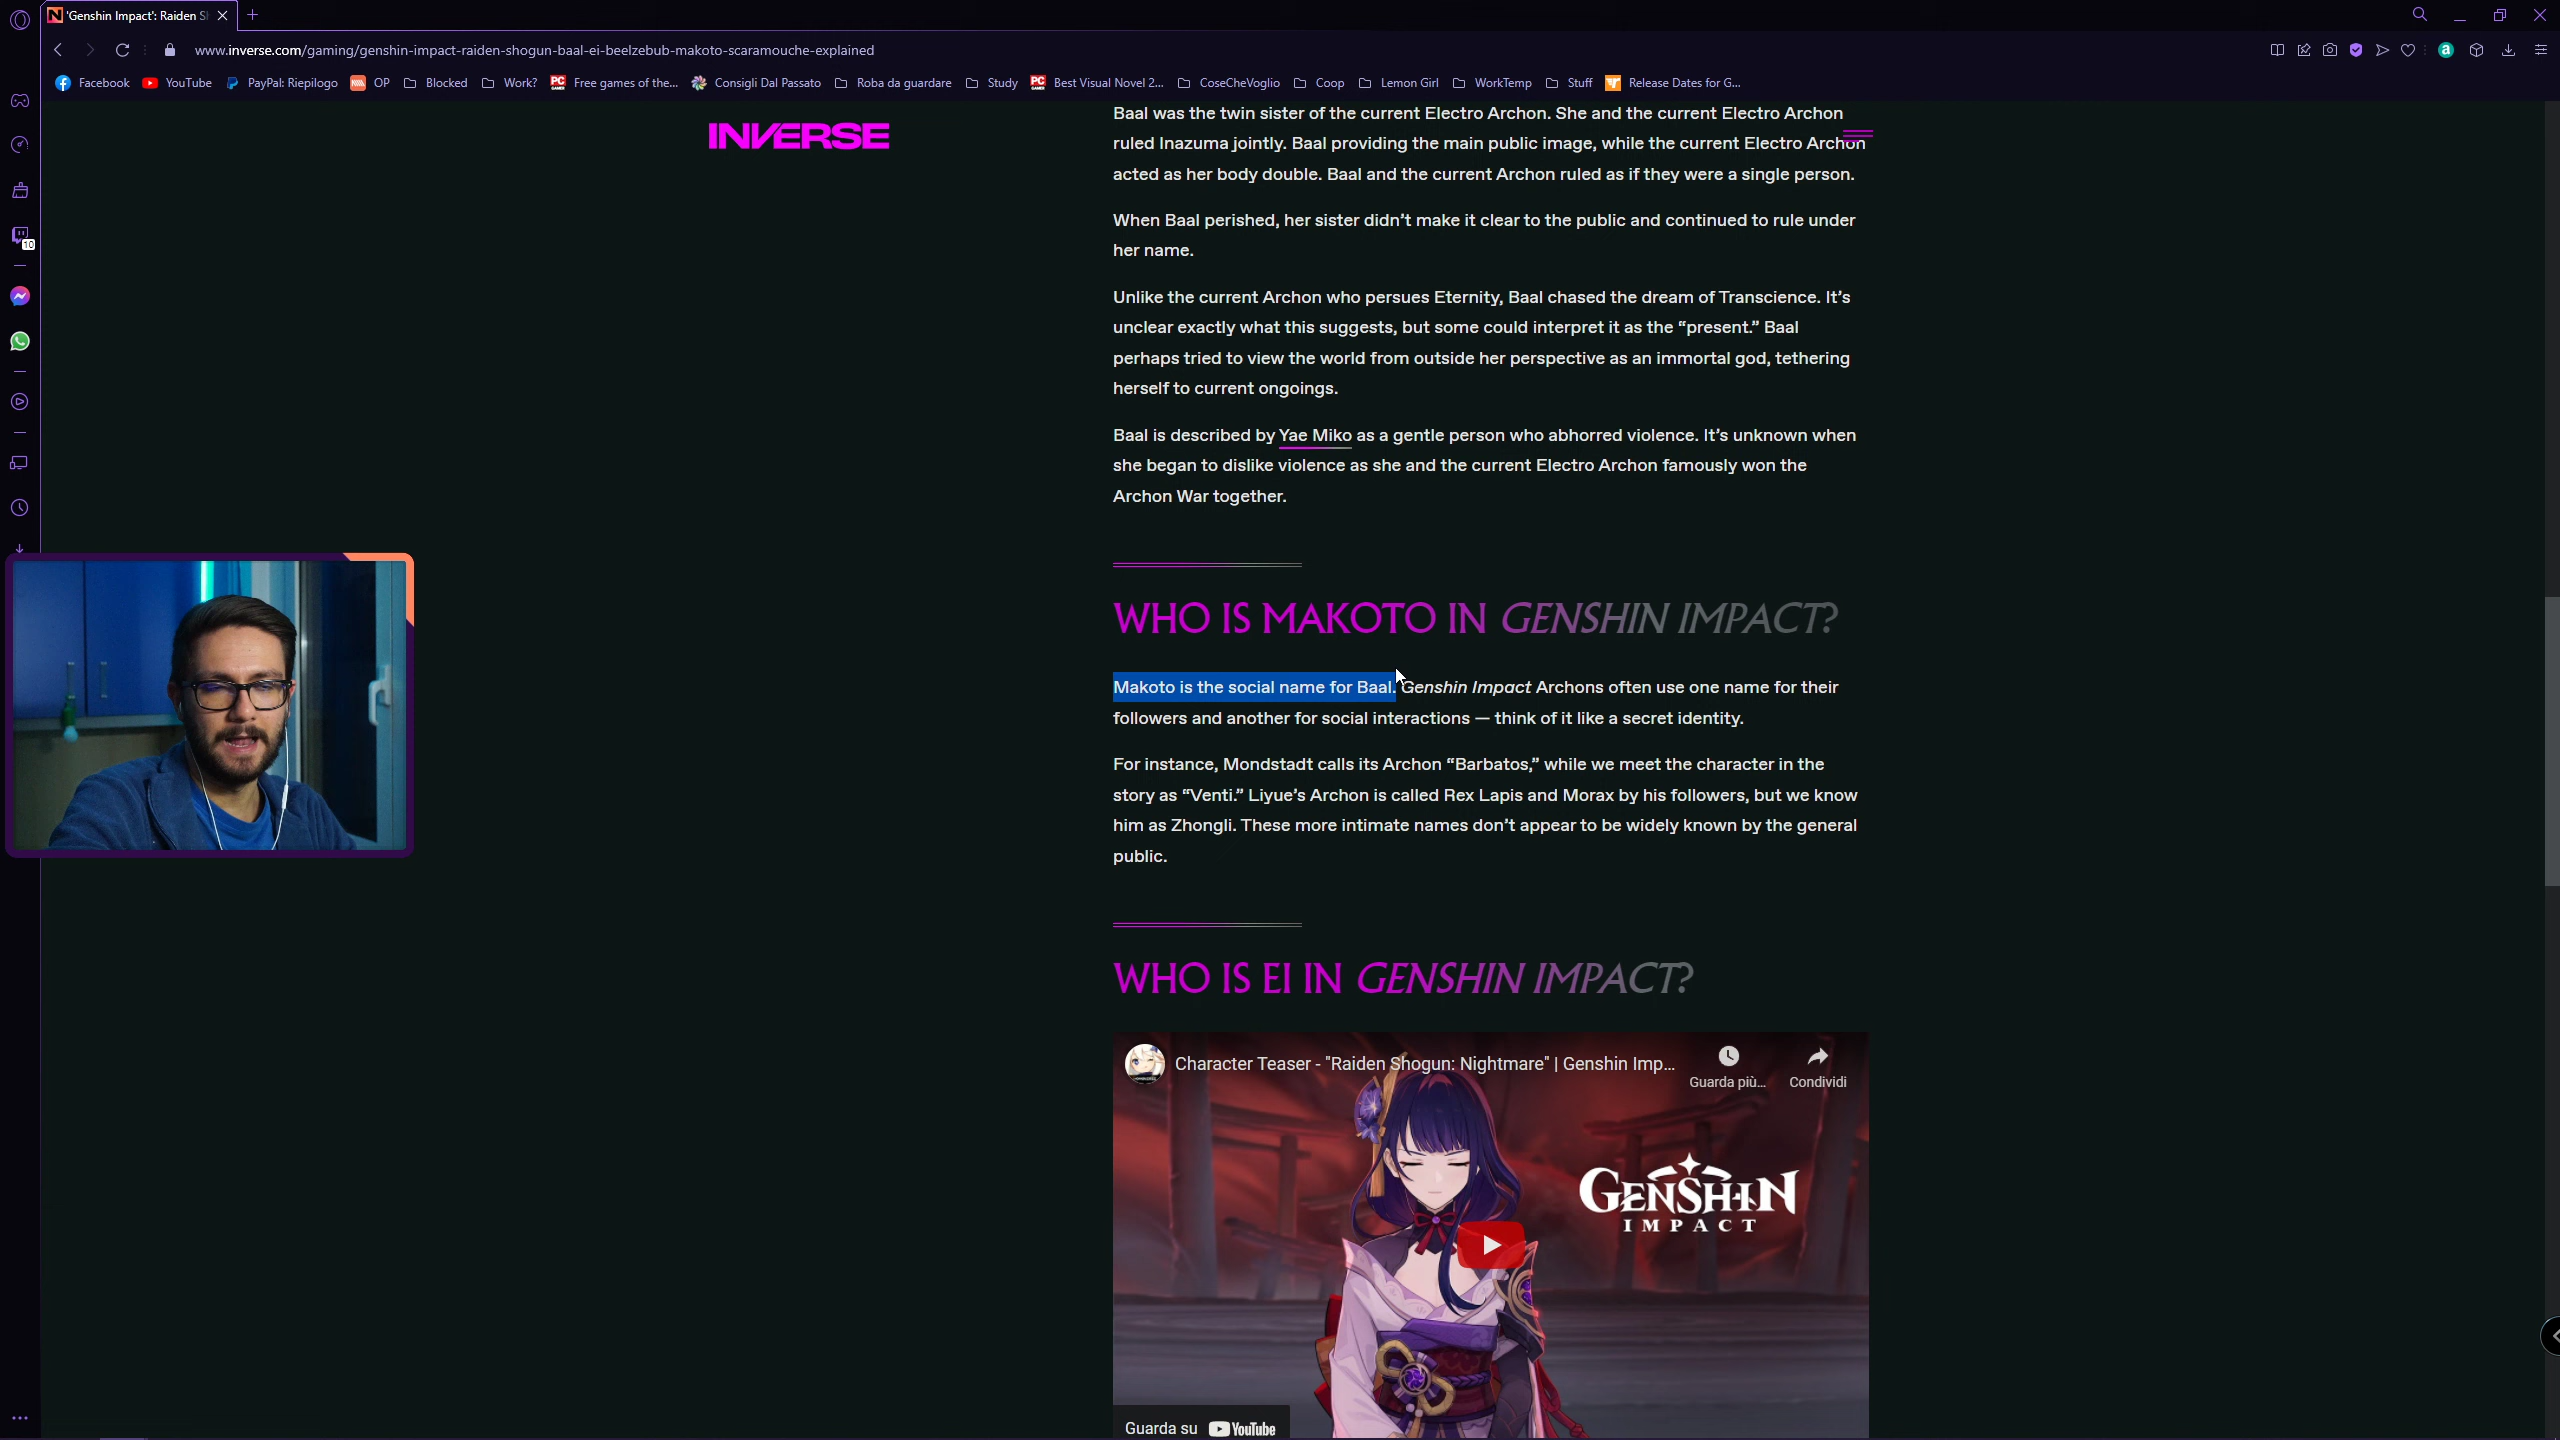 'Genshin Impact': Raiden S
www.inverse.com/gaming/genshin-impact-raiden-shogun-baal-ei-beelzebub-makoto-scaramouche-explained
a
Facebook YouTube PayPal: Riepilogo OP Blocked Work? Free games of the... Consigli Dal Passato Roba da guardare Study Best Visual Novel 2... CoseCheVoglio Coop Lemon Girl WorkTemp Stuff Release Dates for G...
10
INVERSE
Baal was the twin sister of the current Electro Archon. She and the current Electro Archon
ruled Inazuma jointly. Baal providing the main public image, while the current Electro Archon
acted as her body double. Baal and the current Archon ruled as if they were a single person.
When Baal perished, her sister didn’t make it clear to the public and continued to rule under
her name.
Unlike the current Archon who persues Eternity, Baal chased the dream of Transcience. It’s
unclear exactly what this suggests, but some could interpret it as the “present.” Baal
perhaps tried to view the world from outside her perspective as an immortal god, tethering
herself to current ongoings.
Baal is described by Yae Miko as a gentle person who abhorred violence. It’s unknown when
she began to dislike violence as she and the current Electro Archon famously won the
Archon War together.
WHO IS MAKOTO IN GENSHIN IMPACT?
Makoto is the social name for Baal. Genshin Impact Archons often use one name for their
followers and another for social interactions — think of it like a secret identity.
For instance, Mondstadt calls its Archon “Barbatos,” while we meet the character in the
story as “Venti.” Liyue’s Archon is called Rex Lapis and Morax by his followers, but we know
him as Zhongli. These more intimate names don’t appear to be widely known by the general
public.
WHO IS EI IN GENSHIN IMPACT?
Character Teaser - "Raiden Shogun: Nightmare" | Genshin Imp...
Guarda più...
Condividi
GENSHIN
IMPACT
Guarda su YouTube